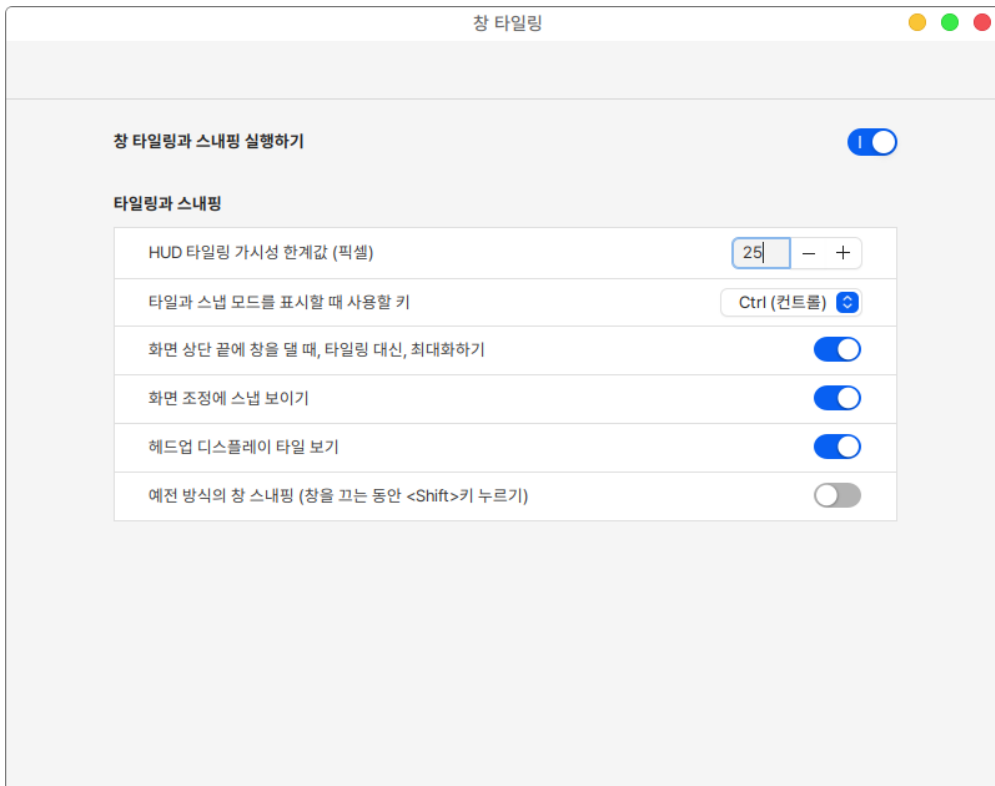 창 타일링
창 타일링과 스내핑 실행하기
타일링과 스내핑
HUD 타일링 가시성 한계값 (픽셀)
25
타일과 스냅 모드를 표시할 때 사용할 키
Ctrl (컨트롤)
화면 상단 끝에 창을 댈 때, 타일링 대신, 최대화하기
화면 조정에 스냅 보이기
헤드업 디스플레이 타일 보기
예전 방식의 창 스내핑 (창을 끄는 동안 <Shift>키 누르기)